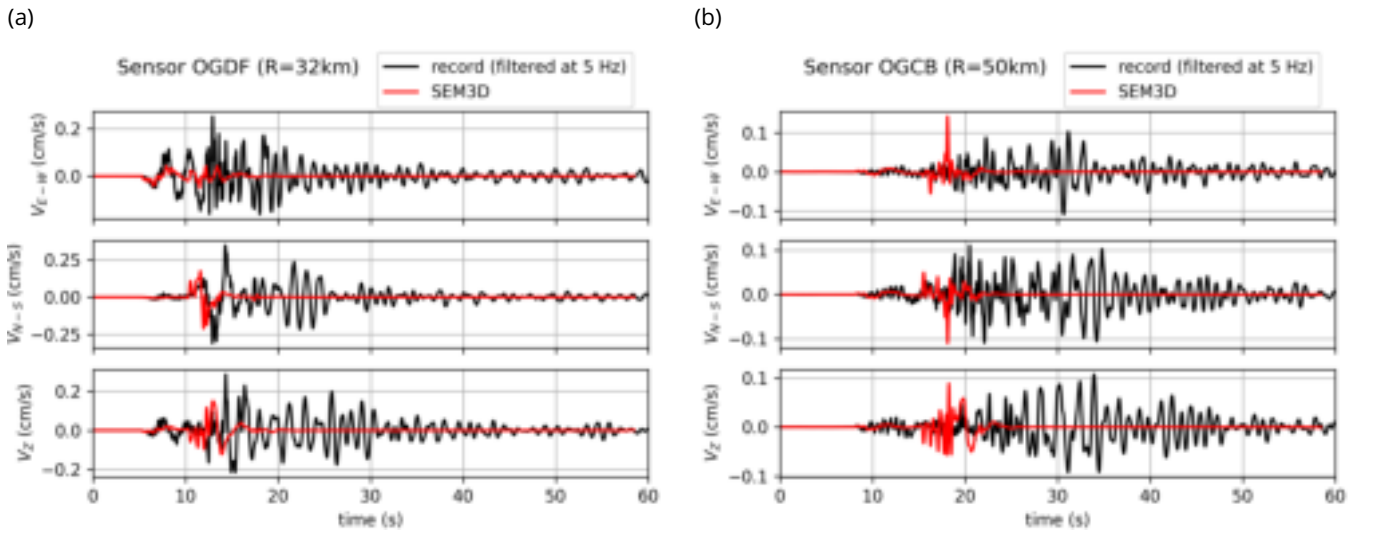 (a)
Sensor OGDF (R=32km)
record (filtered at 5 Hz)
SEM3D
V_{E-W} (cm/s)
0.2
0.0
V_{N-S} (cm/s)
0.25
0.00
−0.25
V_Z (cm/s)
0.2
0.0
−0.2
0 10 20 30 40 50 60
time (s)
(b)
Sensor OGCB (R=50km)
record (filtered at 5 Hz)
SEM3D
V_{E-W} (cm/s)
0.1
0.0
−0.1
V_{N-S} (cm/s)
0.1
0.0
−0.1
V_Z (cm/s)
0.1
0.0
−0.1
0 10 20 30 40 50 60
time (s)